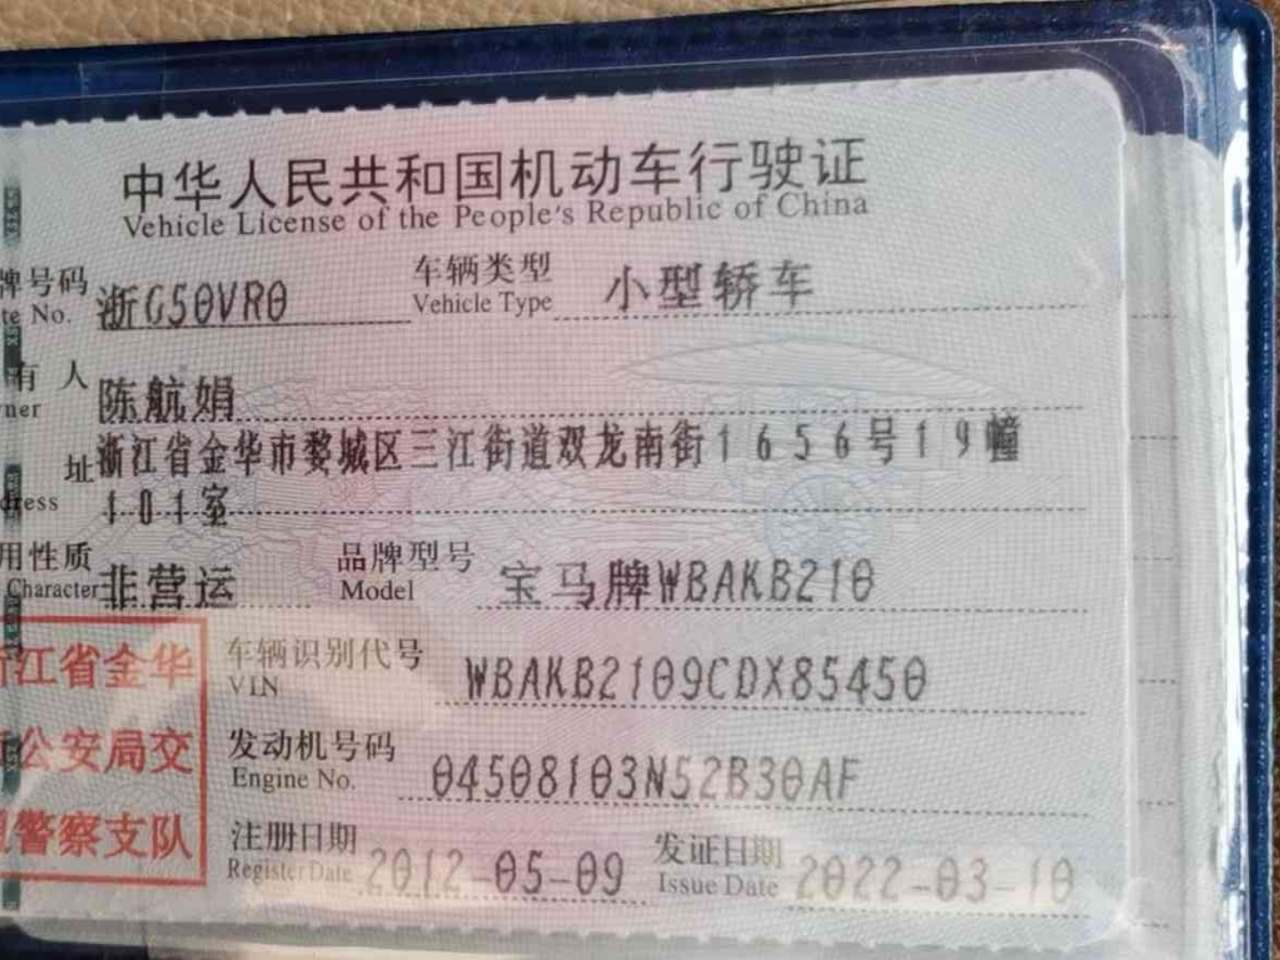 中华人民共和国机动车行驶证
Vehicle License of the People's Republic of China
牌号码 浙G50VR0 车辆类型 小型轿车
te No. Vehicle Type
有人 陈航娟
ner
址 浙江省金华市婺城区三江街道双龙南街1656号19幢
dress 101室
用性质 非营运 品牌型号 宝马牌WBAKB210
Character Model
江省金华 车辆识别代号 WBAKB2109CDX85450
VIN
公安局交 发动机号码 04508103N52B30AF
Engine No.
警察支队 注册日期 2012-05-09 发证日期 2022-03-10
Register Date Issue Date